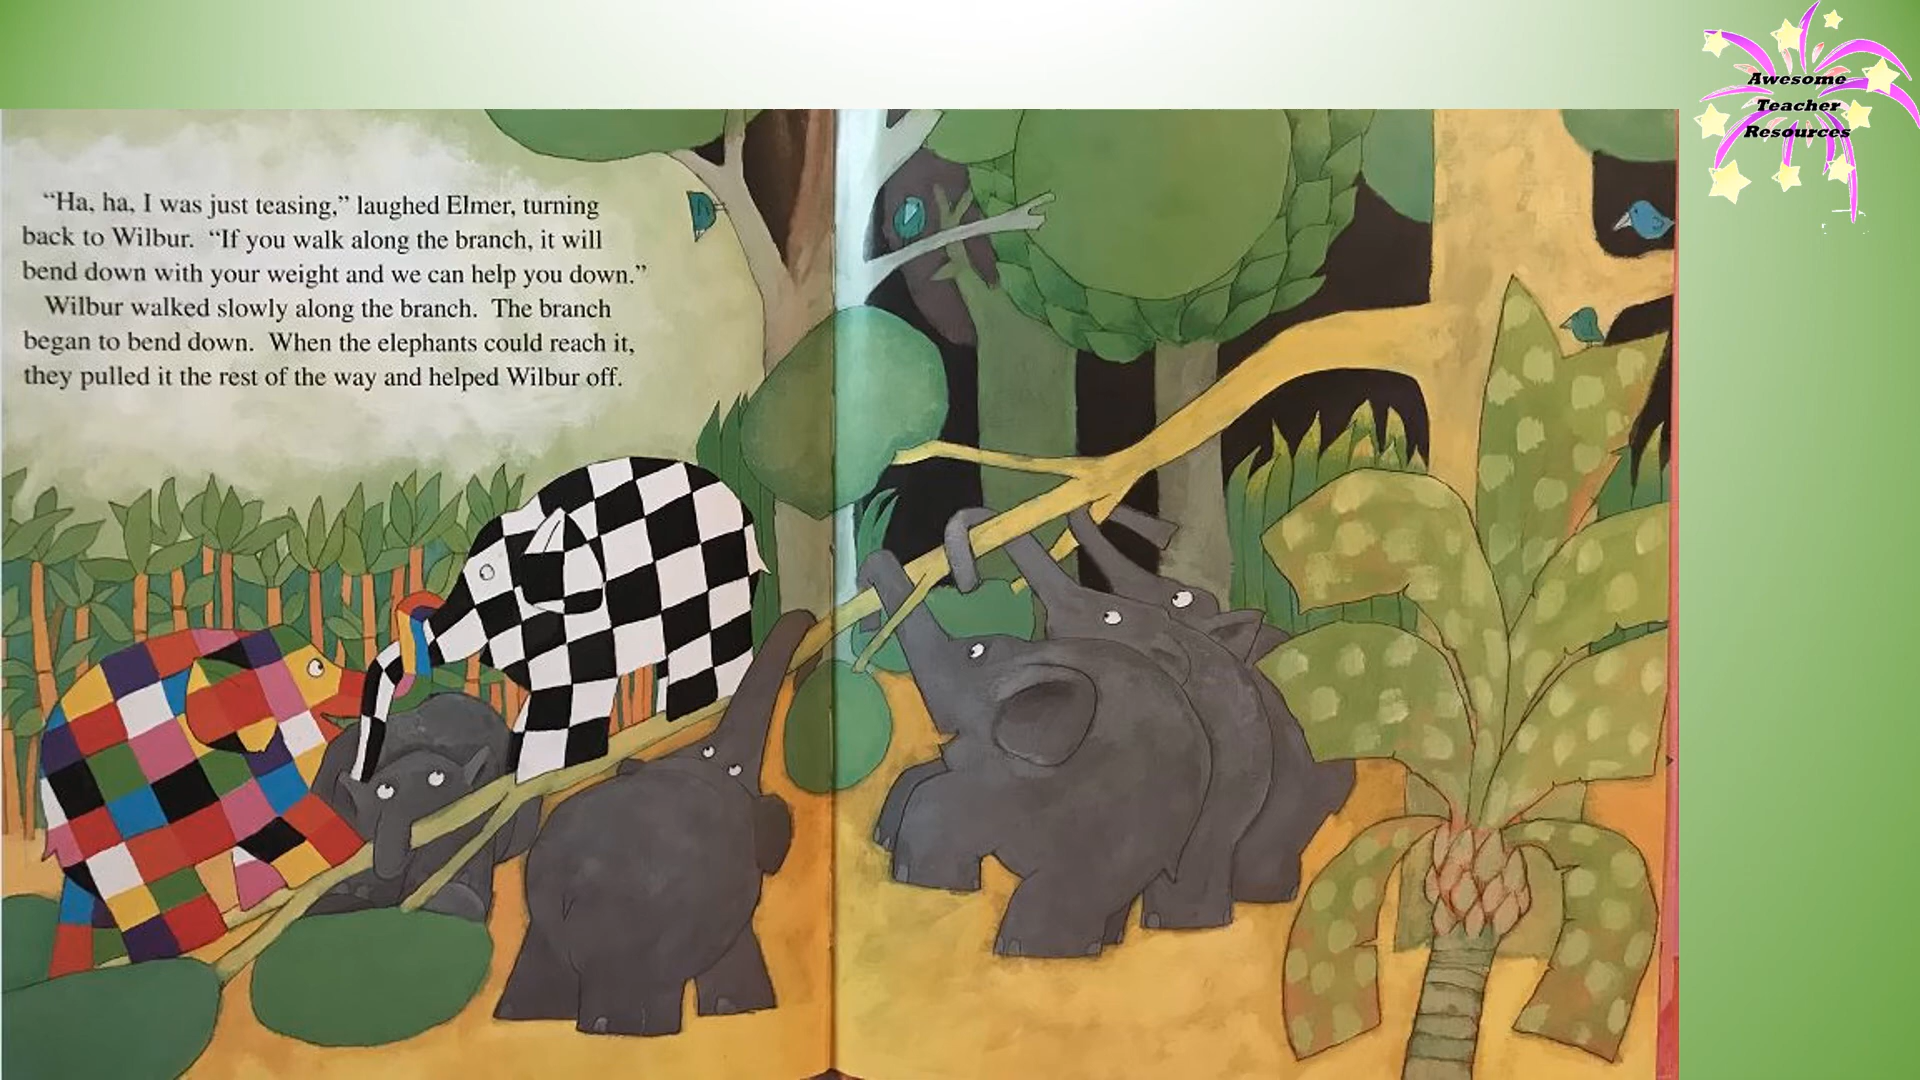 “Ha, ha, I was just teasing,” laughed Elmer, turning
back to Wilbur. “If you walk along the branch, it will
bend down with your weight and we can help you down.”
Wilbur walked slowly along the branch. The branch
began to bend down. When the elephants could reach it,
they pulled it the rest of the way and helped Wilbur off.
Awesome
Teacher
Resources